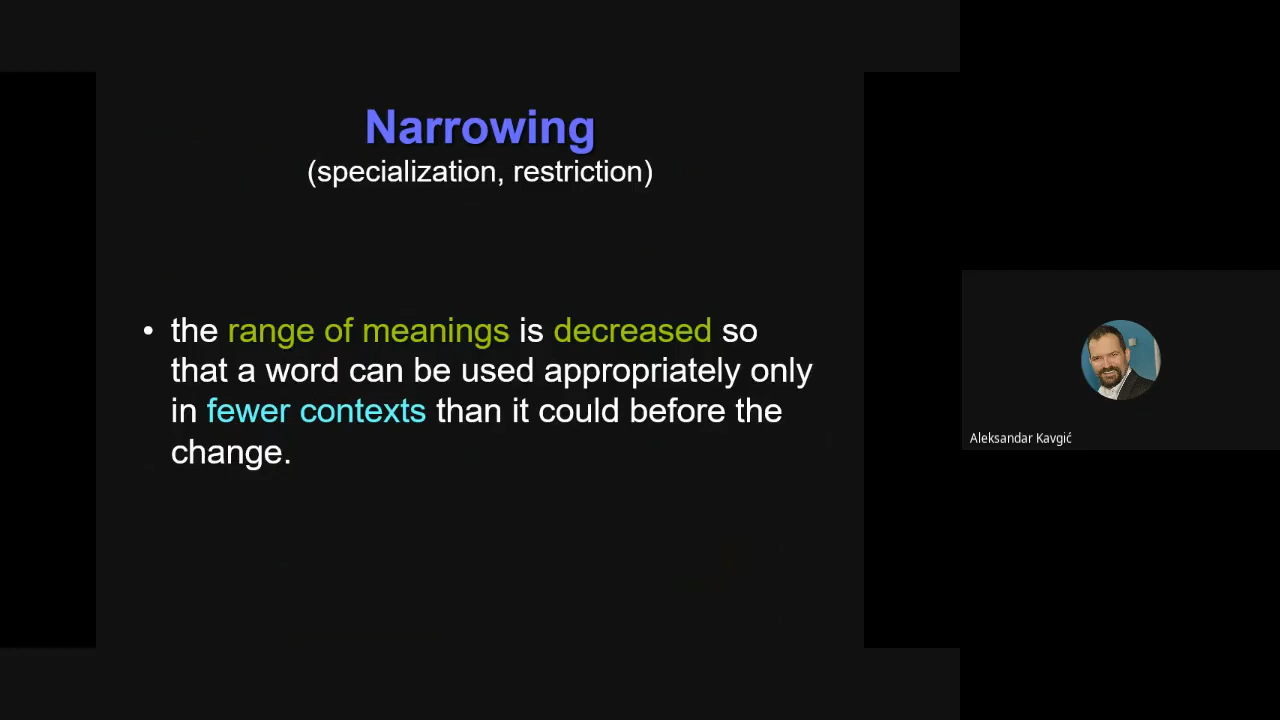 Narrowing
(specialization, restriction)
• the range of meanings is decreased so
that a word can be used appropriately only
in fewer contexts than it could before the
change.
Aleksandar Kavgić